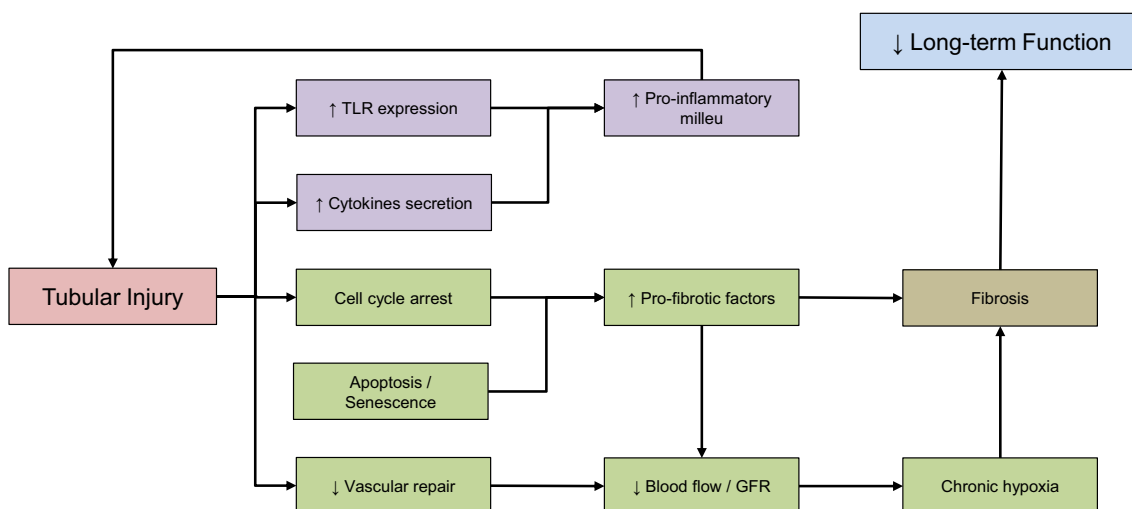 ↓ Long-term Function
↑ TLR expression
↑ Pro-inflammatory
milleu
↑ Cytokines secretion
Tubular Injury
Cell cycle arrest
↑ Pro-fibrotic factors
Fibrosis
Apoptosis /
Senescence
↓ Vascular repair
↓ Blood flow / GFR
Chronic hypoxia